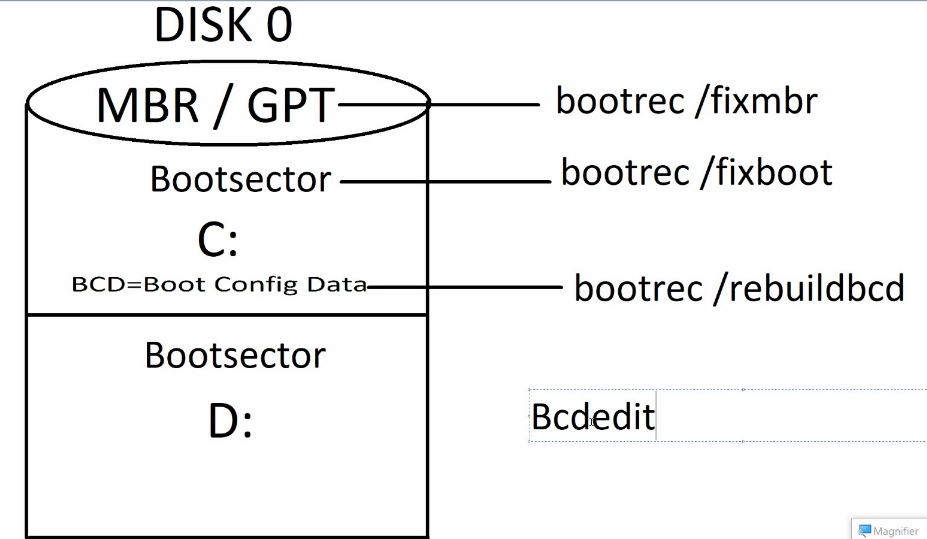 DISK 0
MBR / GPT
bootrec /fixmbr
Bootsector
bootrec /fixboot
C:
BCD=Boot Config Data
bootrec /rebuildbcd
Bootsector
D:
Bcdedit
Magnifier